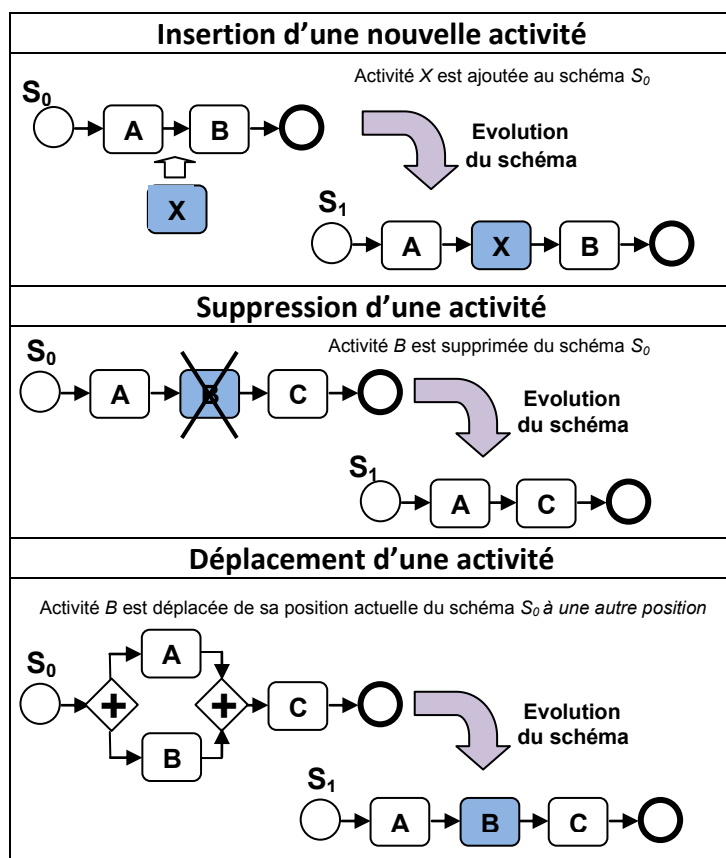 Insertion d'une nouvelle activité
Activité X est ajoutée au schéma S0
S0
A
B
X
Evolution
du schéma
S1
A
X
B
Suppression d'une activité
Activité B est supprimée du schéma S0
S0
A
B
C
Evolution
du schéma
S1
A
C
Déplacement d'une activité
Activité B est déplacée de sa position actuelle du schéma S0 à une autre position
S0
+
A
B
+
C
Evolution
du schéma
S1
A
B
C